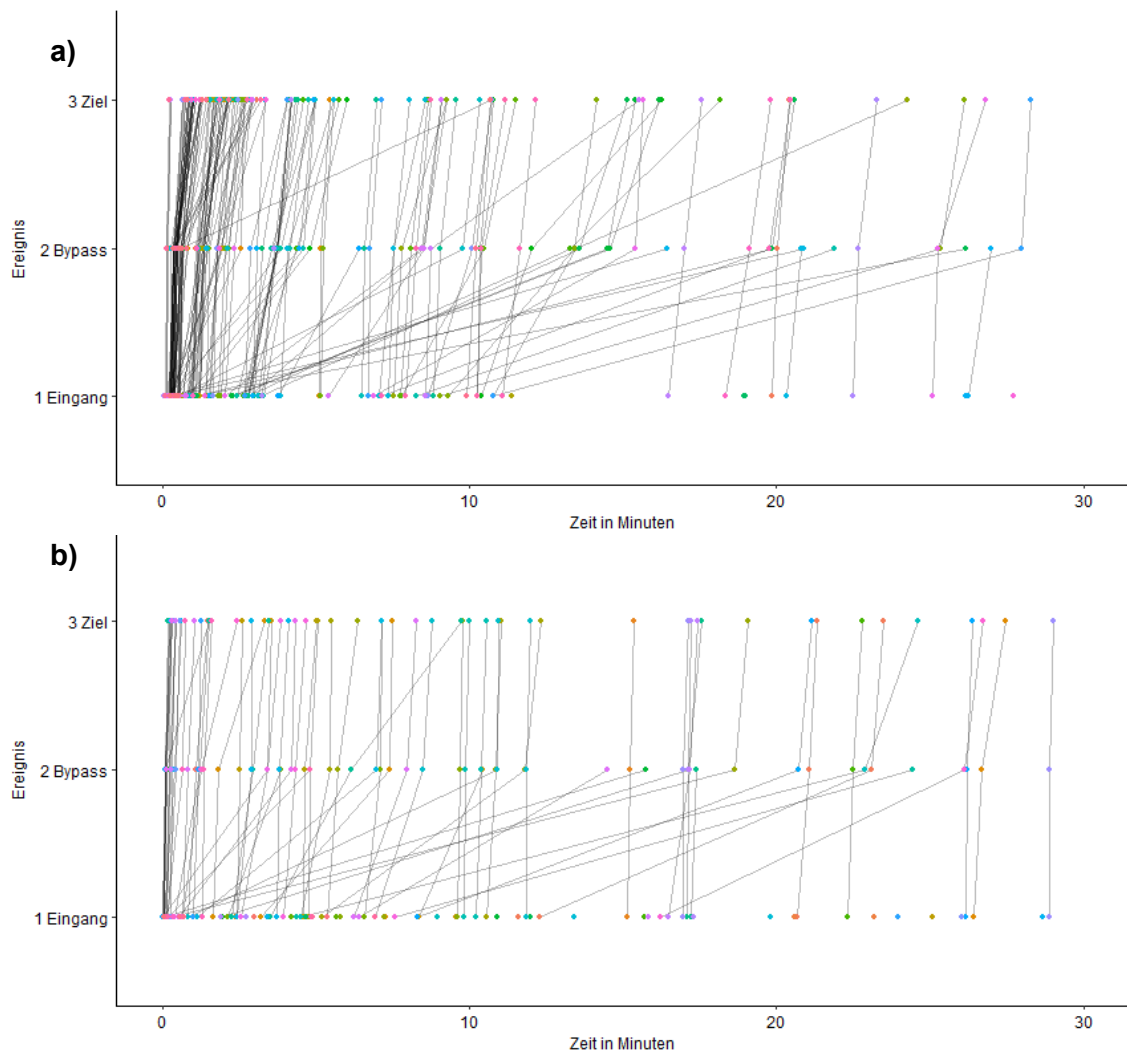 a)
3 Ziel
2 Bypass
1 Eingang
Ereignis
0 10 20 30
Zeit in Minuten
b)
3 Ziel
2 Bypass
1 Eingang
Ereignis
0 10 20 30
Zeit in Minuten